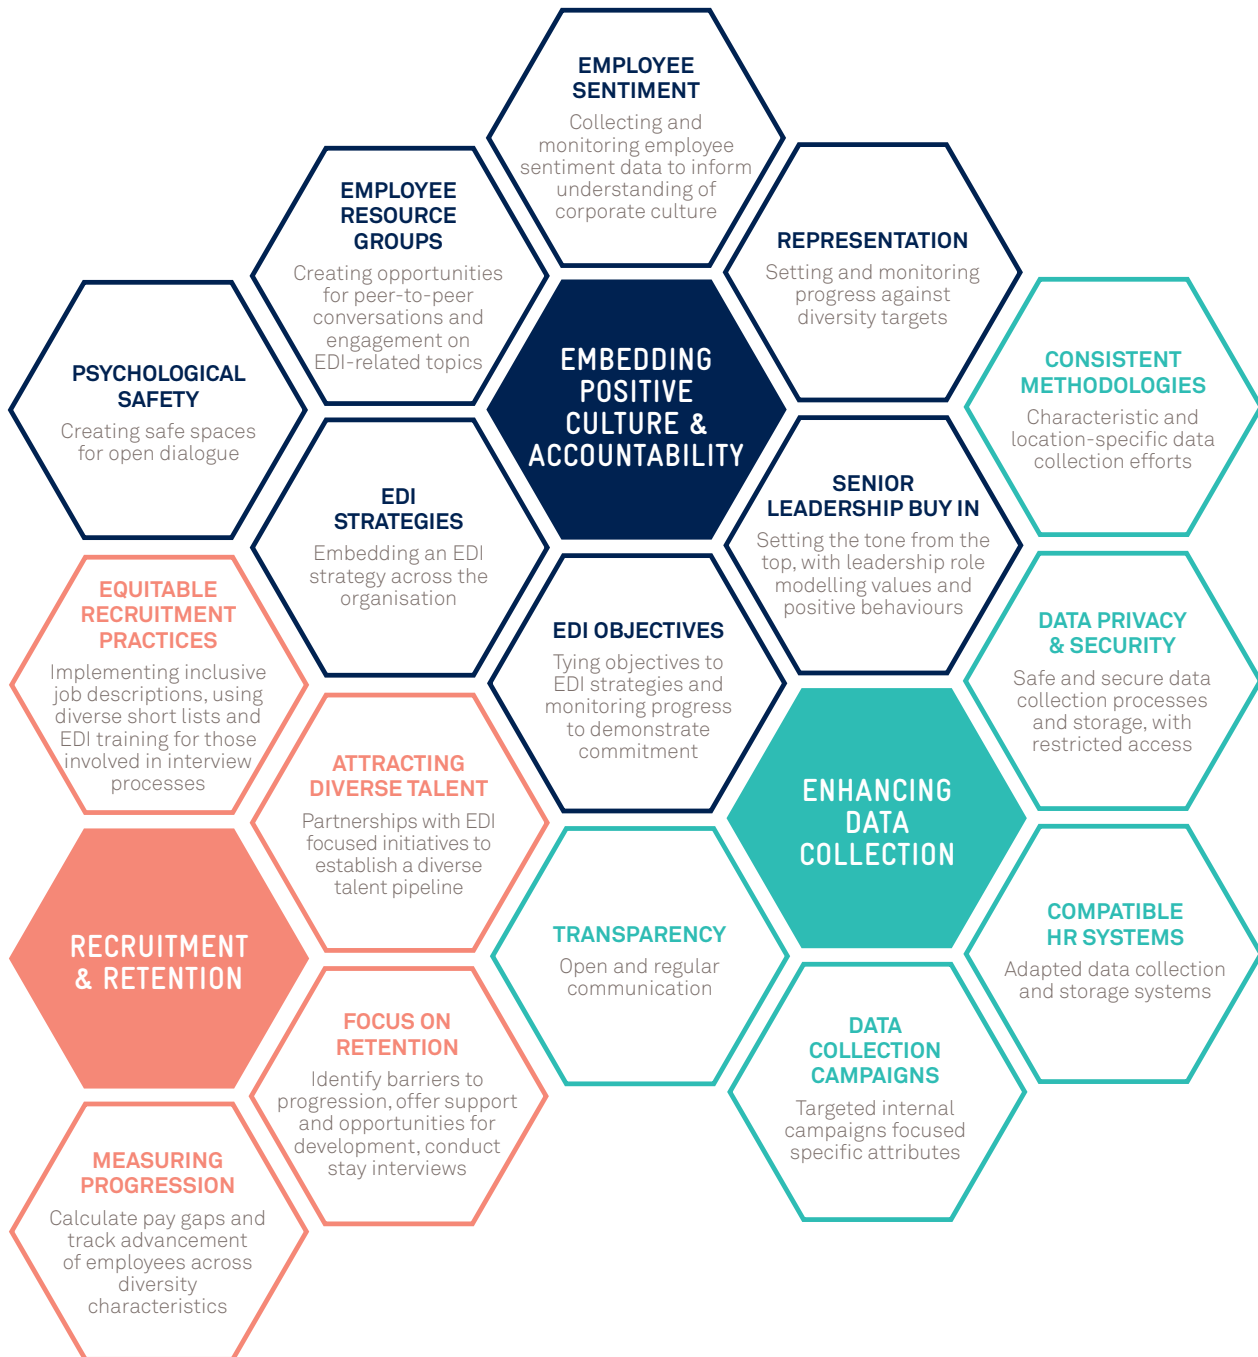 EMPLOYEE
SENTIMENT
Collecting and
monitoring employee
sentiment data to inform
understanding of
corporate culture
EMPLOYEE
RESOURCE
GROUPS
Creating opportunities
for peer-to-peer
conversations and
engagement on
EDI-related topics
REPRESENTATION
Setting and monitoring
progress against
diversity targets
PSYCHOLOGICAL
SAFETY
Creating safe spaces
for open dialogue
EMBEDDING
POSITIVE
CULTURE &
ACCOUNTABILITY
CONSISTENT
METHODOLOGIES
Characteristic and
location-specific data
collection efforts
EDI
STRATEGIES
Embedding an EDI
strategy across the
organisation
SENIOR
LEADERSHIP BUY IN
Setting the tone from the
top, with leadership role
modelling values and
positive behaviours
EQUITABLE
RECRUITMENT
PRACTICES
Implementing inclusive
job descriptions, using
diverse short lists and
EDI training for those
involved in interview
processes
EDI OBJECTIVES
Tying objectives to
EDI strategies and
monitoring progress
to demonstrate
commitment
DATA PRIVACY
& SECURITY
Safe and secure data
collection processes
and storage, with
restricted access
ATTRACTING
DIVERSE TALENT
Partnerships with EDI
focused initiatives to
establish a diverse
talent pipeline
ENHANCING
DATA
COLLECTION
RECRUITMENT
& RETENTION
TRANSPARENCY
Open and regular
communication
COMPATIBLE
HR SYSTEMS
Adapted data collection
and storage systems
FOCUS ON
RETENTION
Identify barriers to
progression, offer support
and opportunities for
development, conduct
stay interviews
DATA
COLLECTION
CAMPAIGNS
Targeted internal
campaigns focused
specific attributes
MEASURING
PROGRESSION
Calculate pay gaps and
track advancement
of employees across
diversity
characteristics